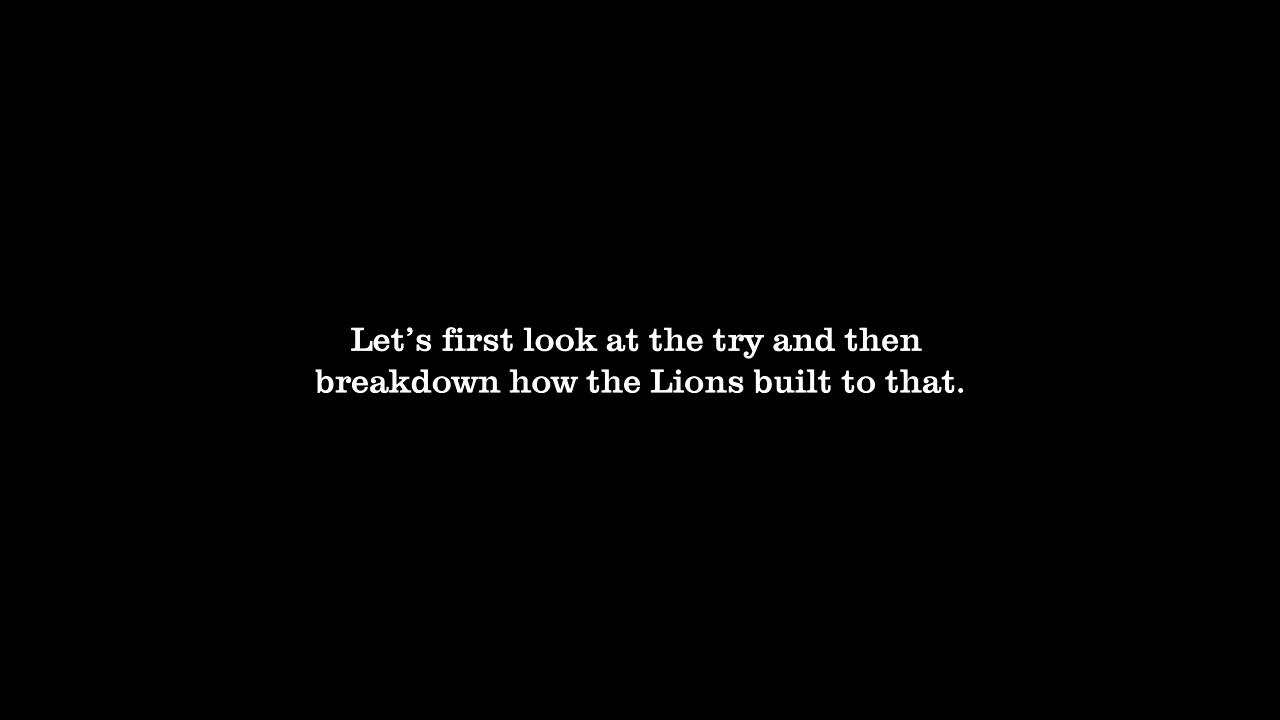 Let’s first look at the try and then
breakdown how the Lions built to that.